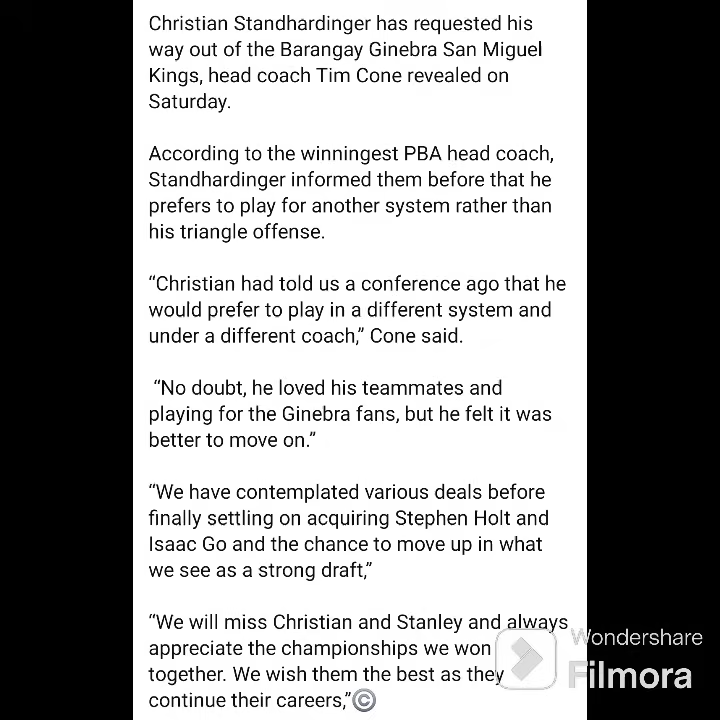 Christian Standhardinger has requested his
way out of the Barangay Ginebra San Miguel
Kings, head coach Tim Cone revealed on
Saturday.
According to the winningest PBA head coach,
Standhardinger informed them before that he
prefers to play for another system rather than
his triangle offense.
“Christian had told us a conference ago that he
would prefer to play in a different system and
under a different coach,” Cone said.
“No doubt, he loved his teammates and
playing for the Ginebra fans, but he felt it was
better to move on.”
“We have contemplated various deals before
finally settling on acquiring Stephen Holt and
Isaac Go and the chance to move up in what
we see as a strong draft,”
“We will miss Christian and Stanley and always
appreciate the championships we won
together. We wish them the best as they
continue their careers,”©
Wondershare
Filmora